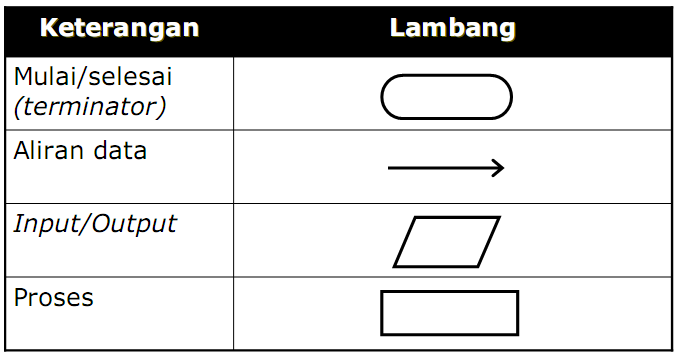 Keterangan Lambang
Mulai/selesai
(terminator)
Aliran data
Input/Output
Proses